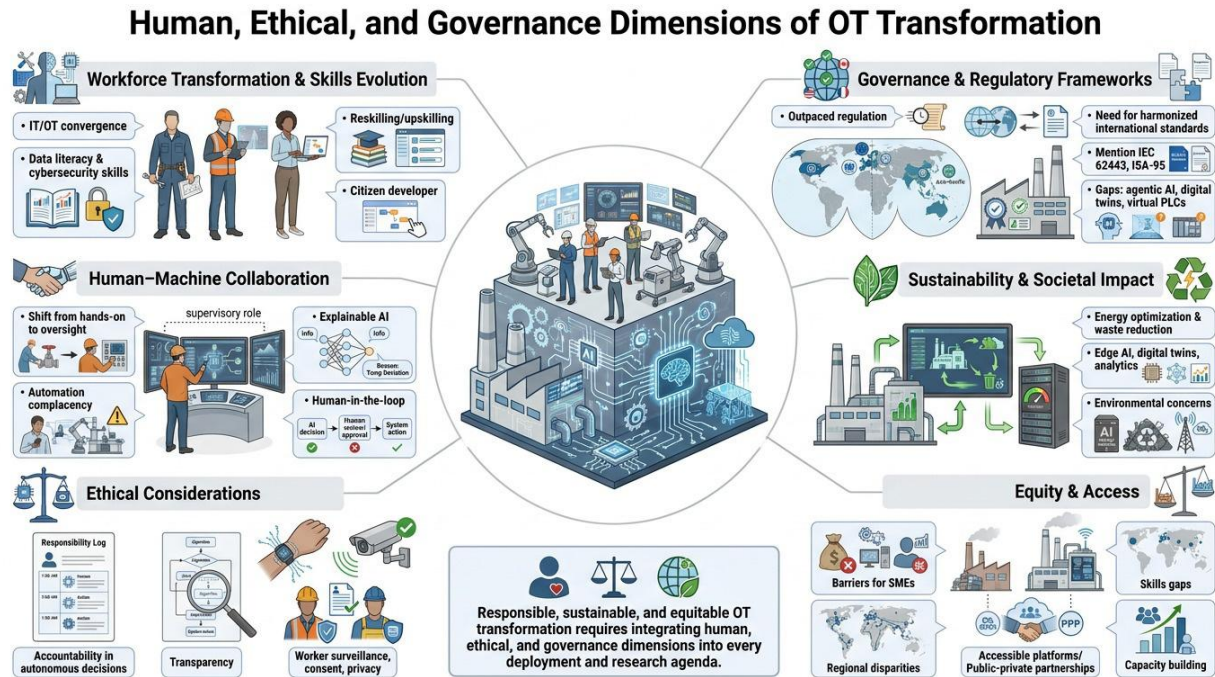 Human, Ethical, and Governance Dimensions of OT Transformation
Workforce Transformation & Skills Evolution
• IT/OT convergence
• Data literacy &
cybersecurity skills
• Reskilling/upskilling
• Citizen developer
Human–Machine Collaboration
• Shift from hands-on
to oversight
• Automation
complacency
supervisory role
• Explainable AI
Info
• Human-in-the-loop
AI
decision
approval
System
action
Ethical Considerations
Responsibility Log
Accountability in
autonomous decisions
Transparency
Worker surveillance,
consent, privacy
AI
Responsible, sustainable, and equitable OT
transformation requires integrating human,
ethical, and governance dimensions into every
deployment and research agenda.
Governance & Regulatory Frameworks
• Outpaced regulation
• Need for harmonized
international standards
• Mention IEC
62443, ISA-95
• Gaps: agentic AI, digital
twins, virtual PLCs
Sustainability & Societal Impact
• Energy optimization &
waste reduction
• Edge AI, digital twins,
analytics
• Environmental concerns
AI
Equity & Access
Barriers for SMEs
Regional disparities
PPP
Accessible platforms/
Public-private partnerships
Skills gaps
Capacity building